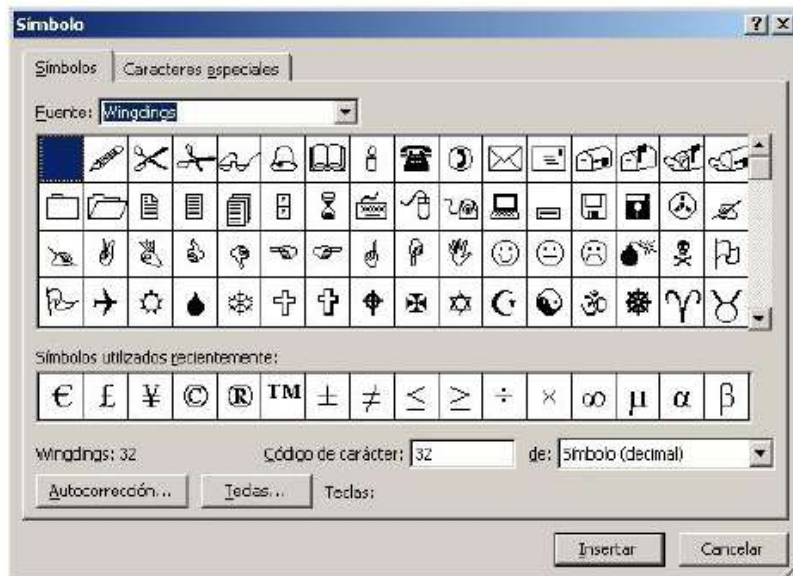 Símbolo
Símbolos Caracteres especiales
Fuente: Wingdings
Símbolos utilizados recientemente:
€ £ ¥ © ® ™ ± ≠ ≤ ≥ ÷ × ∞ µ α β
Wingdings: 32 Código de carácter: 32 de: Símbolo (decimal)
Autocorrección... Teclas... Teclas:
Insertar Cancelar